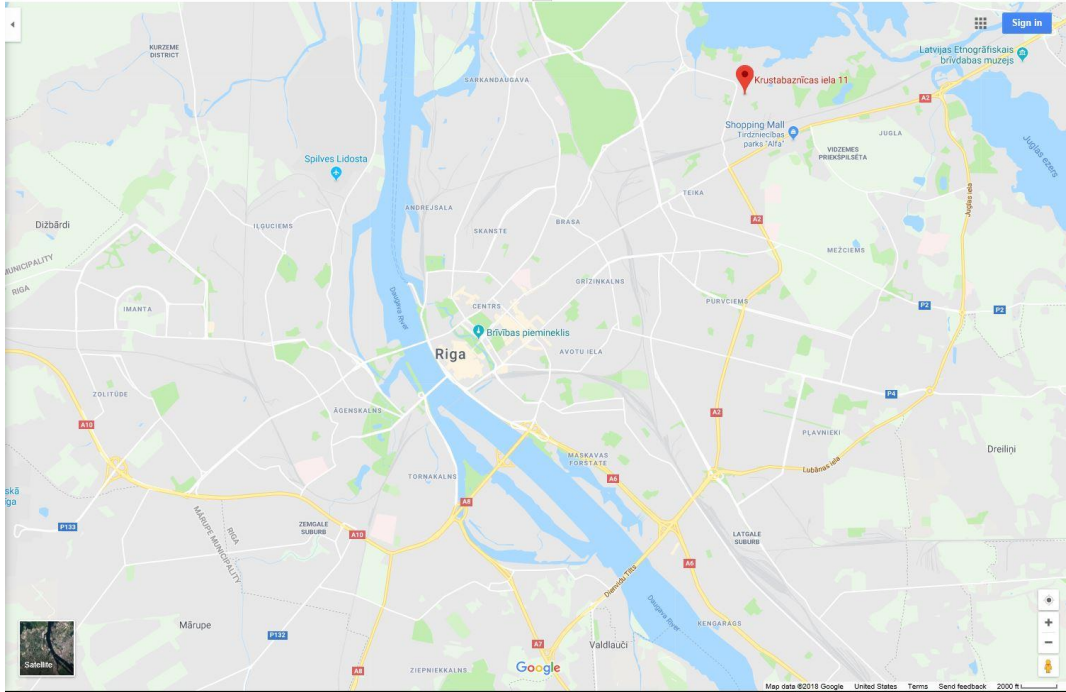 Sign in
KURZEME
DISTRICT
Latvijas Etnogrāfiskais
brīvdabas muzejs
SARKANDAUGAVA
Krustabaznīcas iela 11
A2
Shopping Mall
Tirdzniecības
parks 'Alfa'
JUGLA
VIDZEMES
PRIEKŠPILSĒTA
Juglas ezers
Spilves Lidosta
TEIKA
Juglas iela
ANDREJSALA
BRASA
A2
Dižbārdi
IĻĢUCIEMS
SKANSTE
MEŽCIEMS
MUNICIPALITY
RIGA
GRĪZIŅKALNS
Daugava River
PURVCIEMS
P2
P2
IMANTA
CENTRS
Brīvības piemineklis
Riga
AVOTU IELA
ZOLITŪDE
P4
ĀGENSKALNS
A2
A10
PĻAVNIEKI
Dreiliņi
MASKAVAS
FORŠTATE
Lubānas iela
TORNAKALNS
A6
skā
īga
A8
P133
MĀRUPE MUNICIPALITY
RIGA
ZEMGALE
SUBURB
A10
LATGALE
SUBURB
A6
Dienvidu Tilts
Daugava River
Mārupe
P132
ĶENGARAGS
A7
Valdlauči
Satellite
A8
ZIEPNIEKKALNS
Google
Map data ©2018 Google United States Terms Send feedback 2000 ft